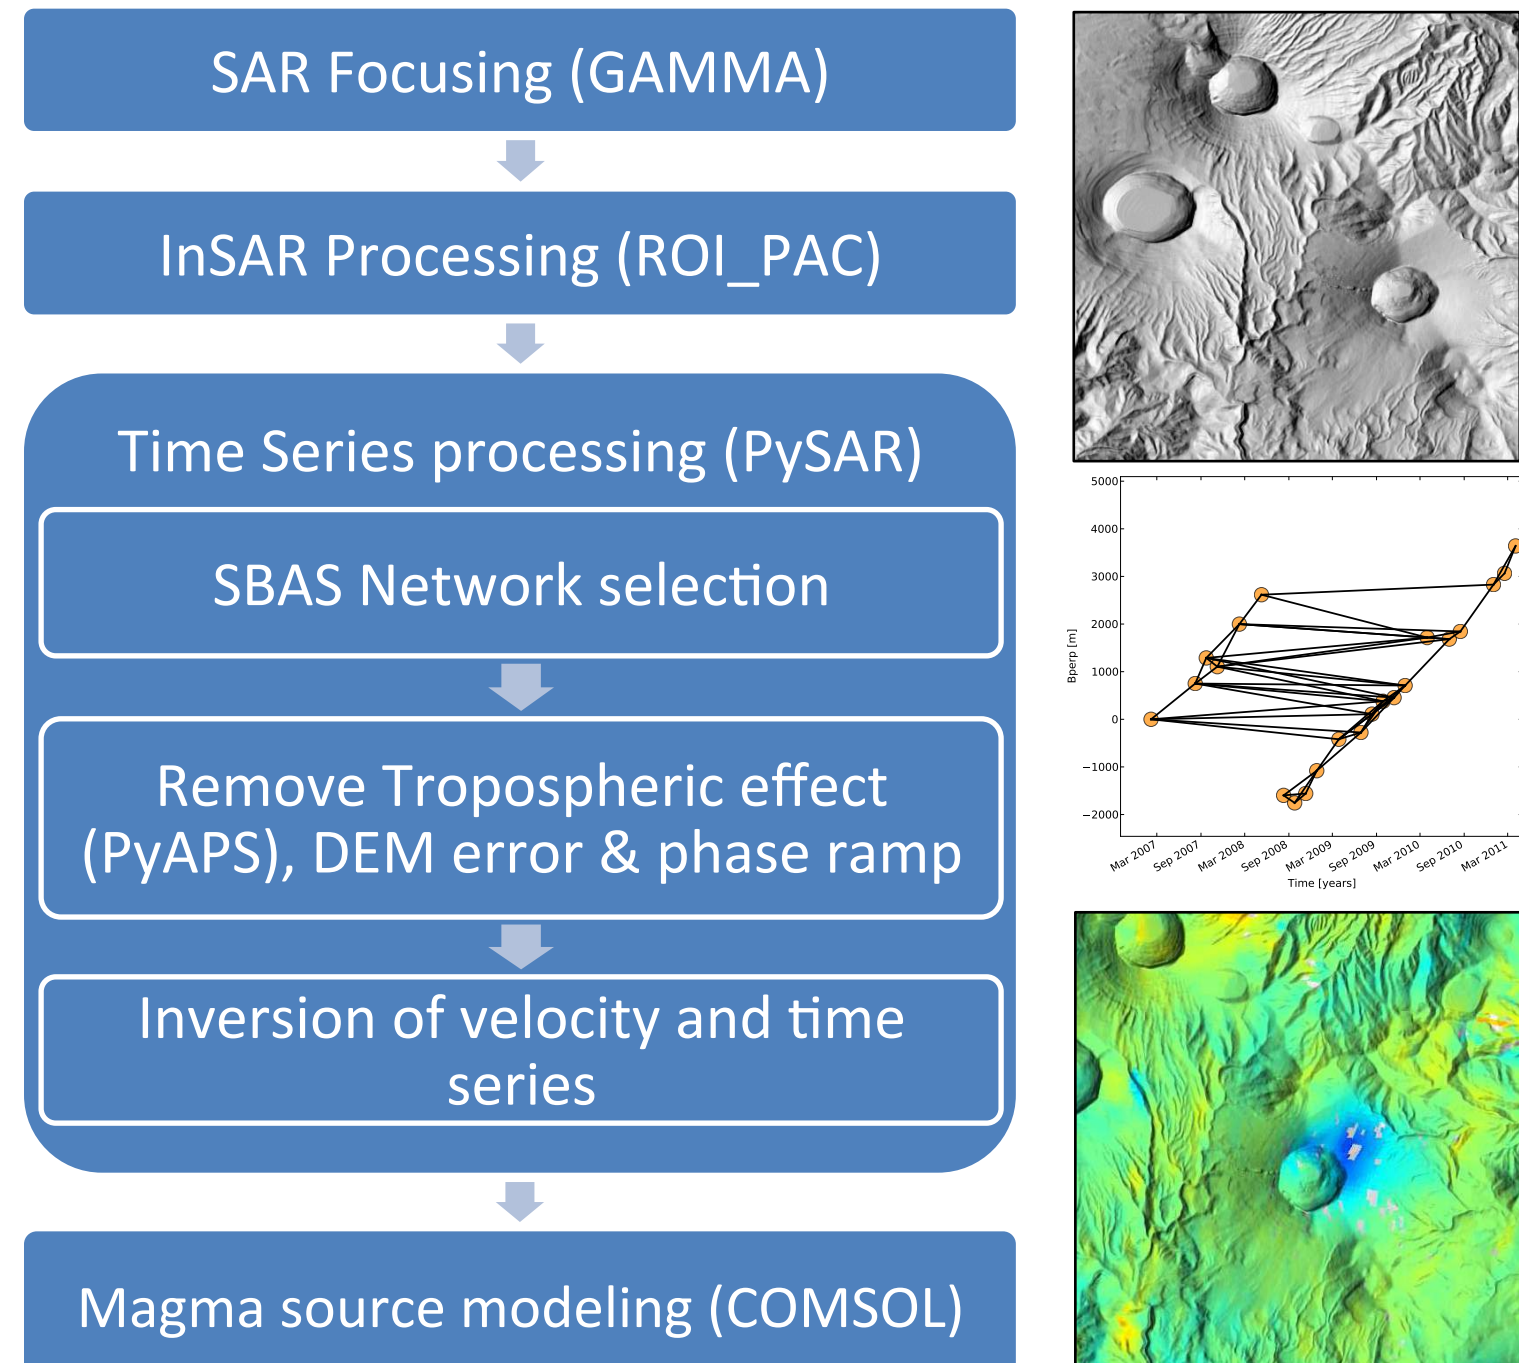 SAR Focusing (GAMMA)
InSAR Processing (ROI_PAC)
Time Series processing (PySAR)
SBAS Network selection
Remove Tropospheric effect
(PyAPS), DEM error & phase ramp
Inversion of velocity and time
series
Magma source modeling (COMSOL)
5000
4000
3000
2000
1000
0
−1000
−2000
Bperp [m]
Mar 2007
Sep 2007
Mar 2008
Sep 2008
Mar 2009
Sep 2009
Mar 2010
Sep 2010
Mar 2011
Time [years]